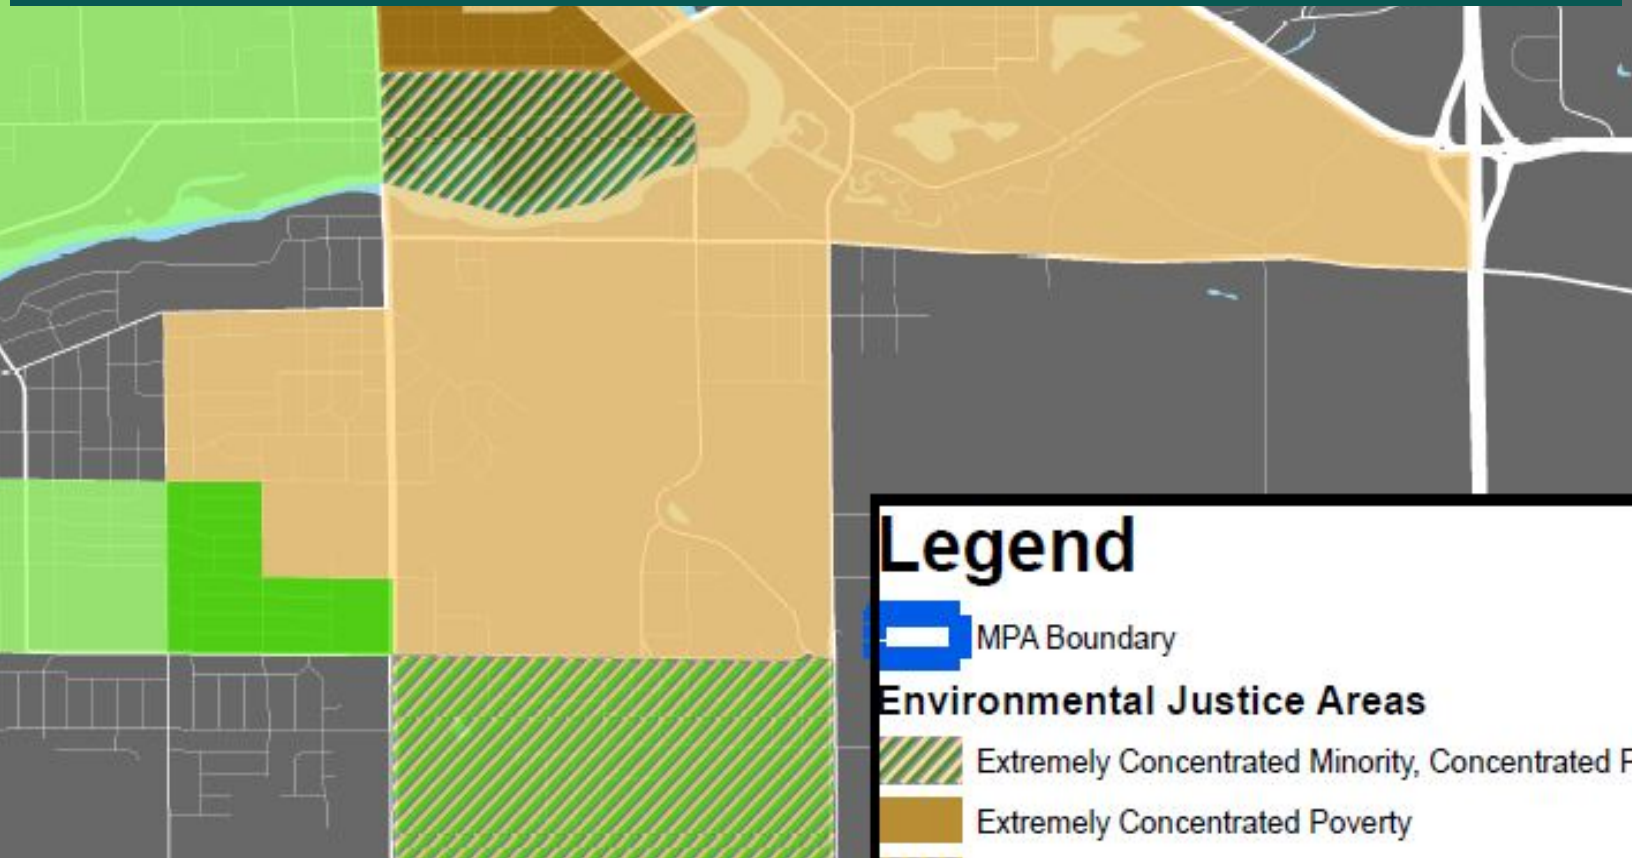 Legend
MPA Boundary
Environmental Justice Areas
Extremely Concentrated Minority, Concentrated P
Extremely Concentrated Poverty